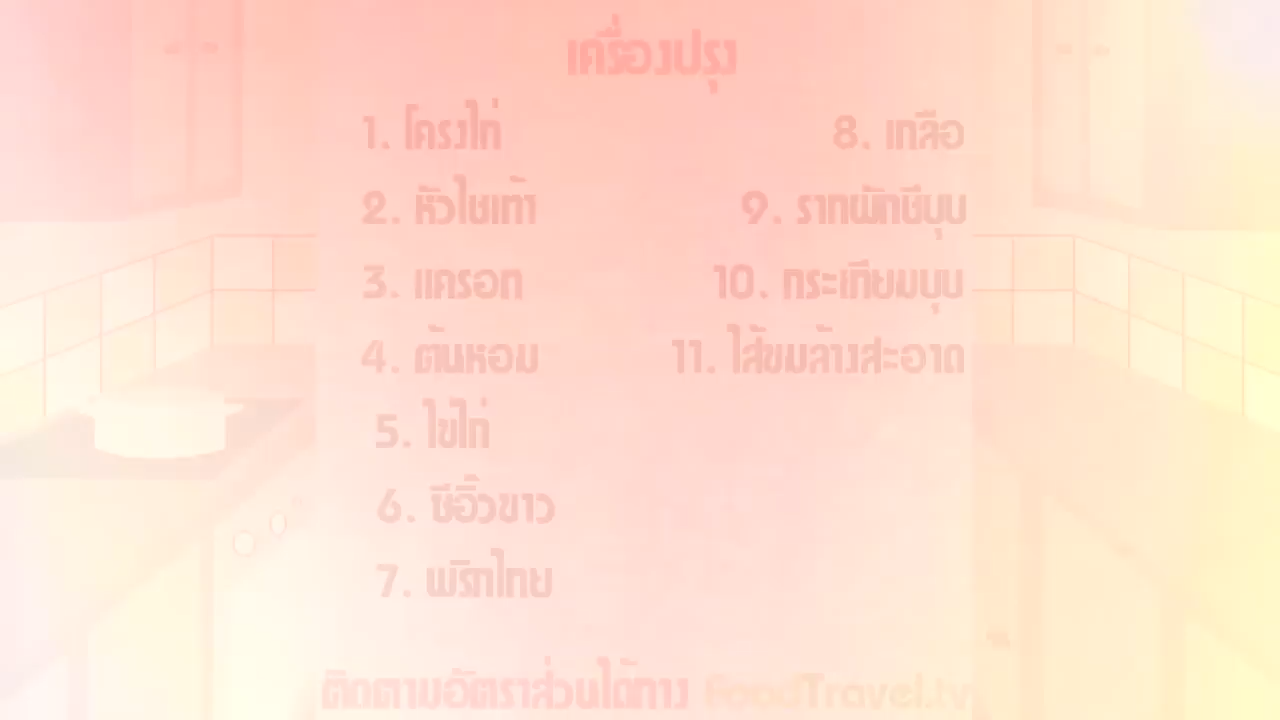 เครื่องปรุง
1. โครงไก่
2. หัวไชเท้า
3. แครอท
4. ต้นหอม
5. ไข่ไก่
6. ซีอิ๊วขาว
7. พริกไทย
8. เกลือ
9. รากผักชีบุบ
10. กระเทียมบุบ
11. ไส้ขมล้างสะอาด
ติดตามอัตราส่วนได้ทาง FoodTravel.tv